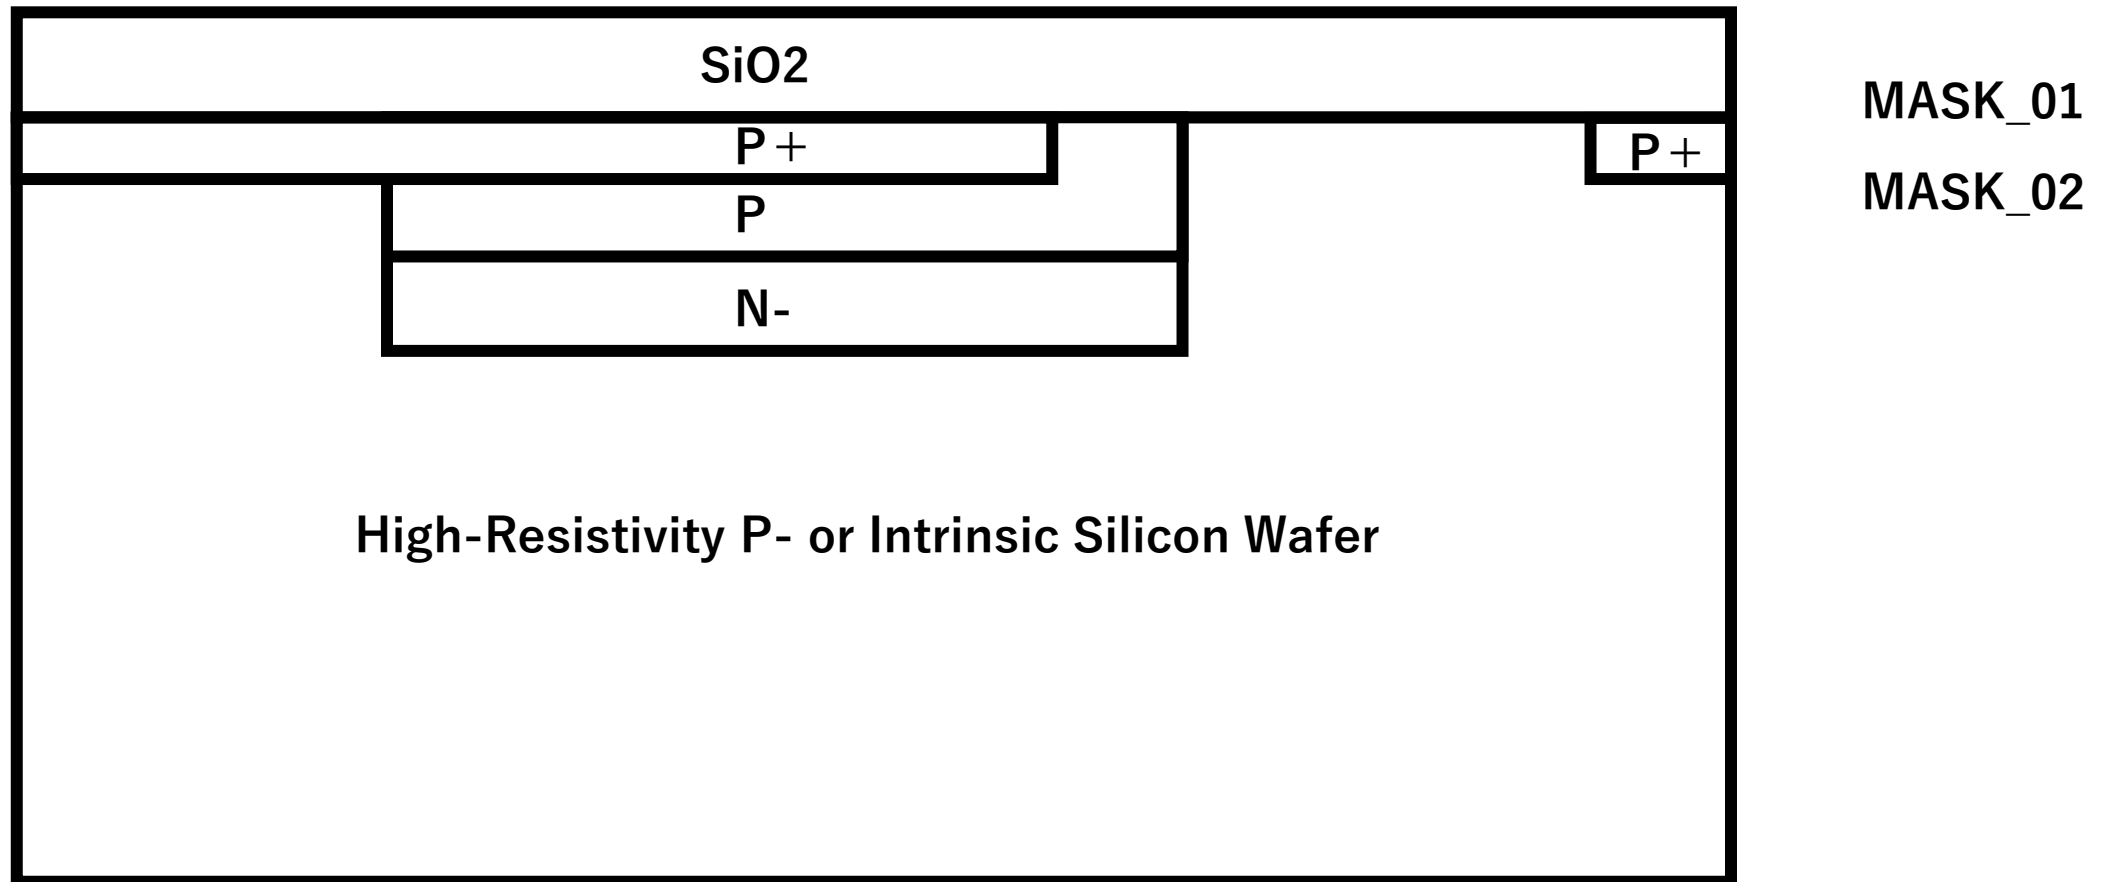 SiO2
MASK_01
P+
P+
MASK_02
P
N-
High-Resistivity P- or Intrinsic Silicon Wafer